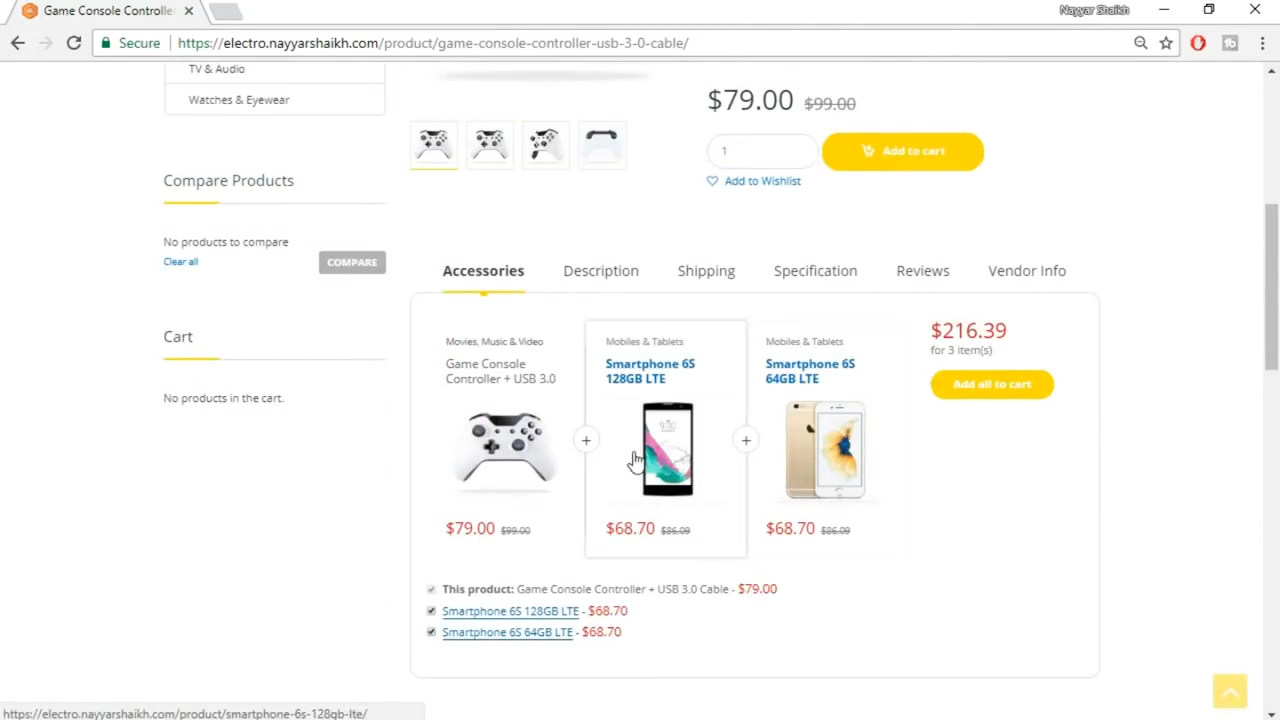 Game Console Controlle
Nayyar Shaikh
Secure
https://electro.nayyarshaikh.com/product/game-console-controller-usb-3-0-cable/
TV & Audio
Watches & Eyewear
$79.00 $99.00
1
Add to cart
Add to Wishlist
Compare Products
No products to compare
Clear all
COMPARE
Cart
No products in the cart.
Accessories
Description
Shipping
Specification
Reviews
Vendor Info
Movies, Music & Video
Game Console
Controller + USB 3.0
$79.00 $99.00
+
Mobiles & Tablets
Smartphone 6S
128GB LTE
$68.70 $86.09
+
Mobiles & Tablets
Smartphone 6S
64GB LTE
$68.70 $86.09
$216.39
for 3 item(s)
Add all to cart
This product: Game Console Controller + USB 3.0 Cable - $79.00
Smartphone 6S 128GB LTE - $68.70
Smartphone 6S 64GB LTE - $68.70
https://electro.nayyarshaikh.com/product/smartphone-6s-128gb-lte/